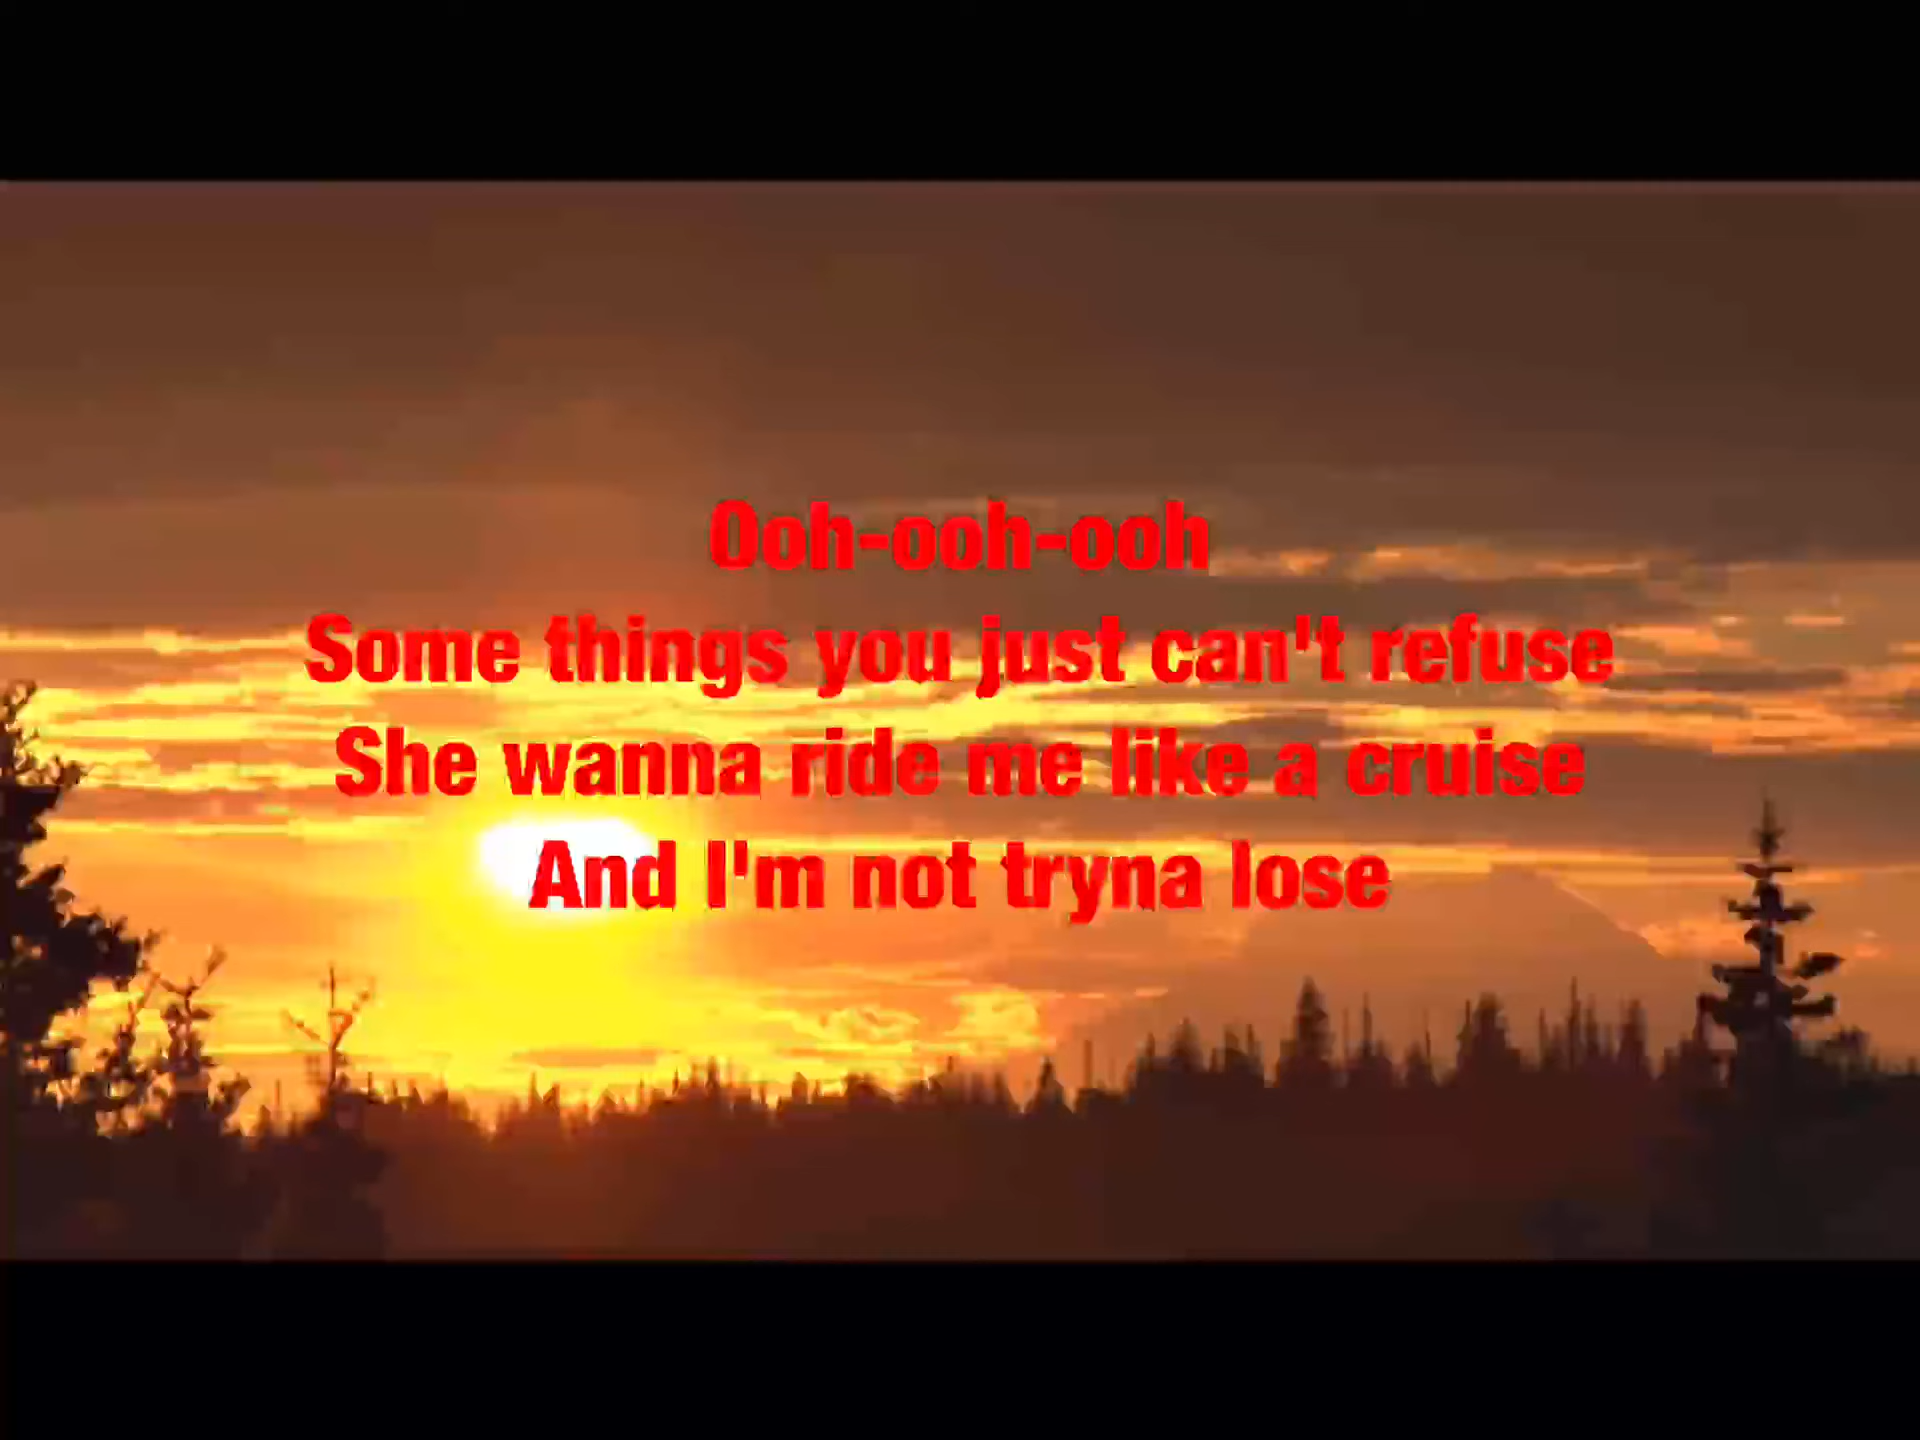 Ooh-ooh-ooh
Some things you just can't refuse
She wanna ride me like a cruise
And I'm not tryna lose